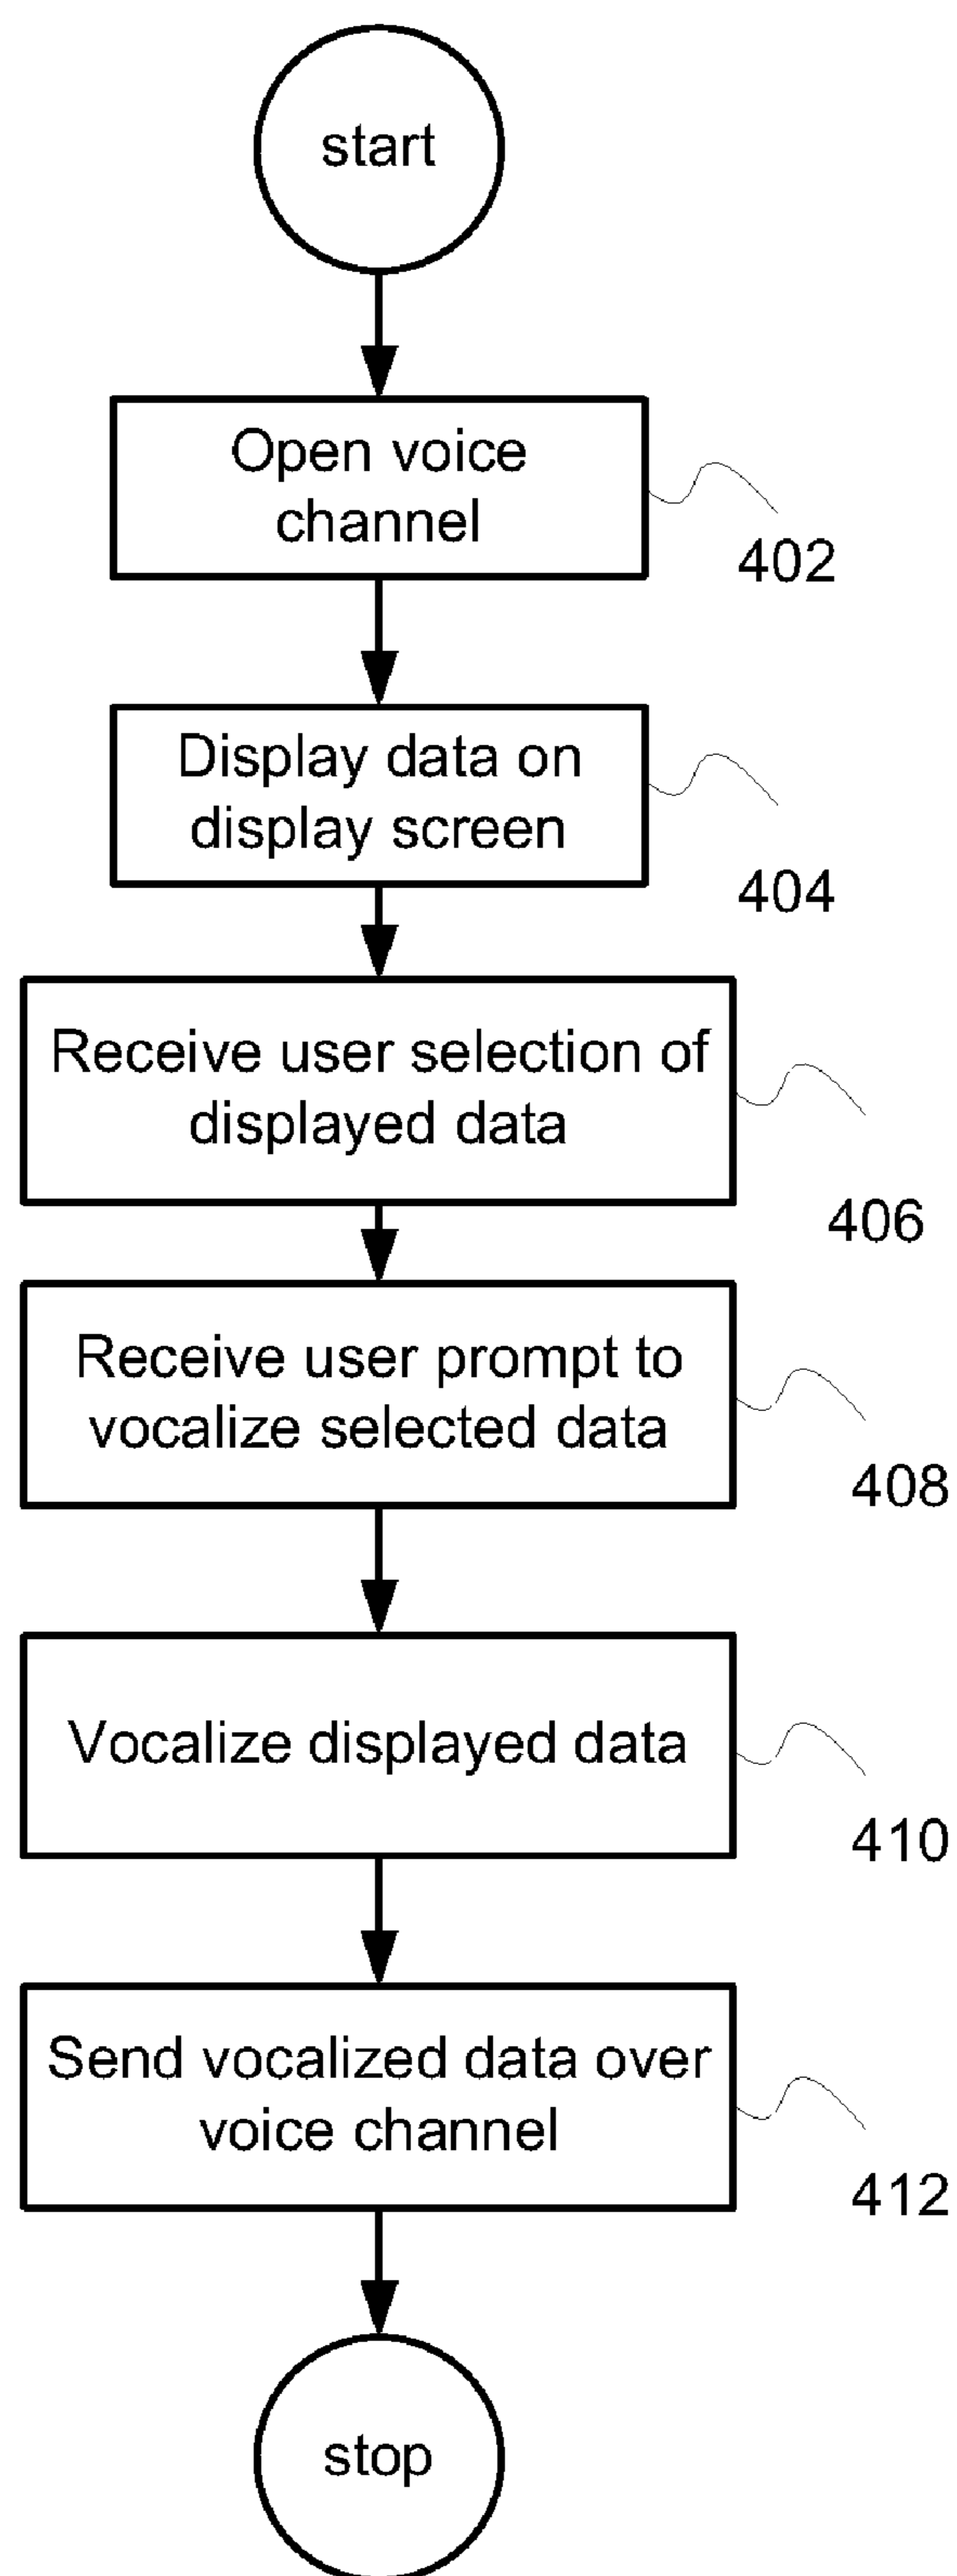 start
Open voice
channel
402
Display data on
display screen
404
Receive user selection of
displayed data
406
Receive user prompt to
vocalize selected data
408
Vocalize displayed data
410
Send vocalized data over
voice channel
412
stop